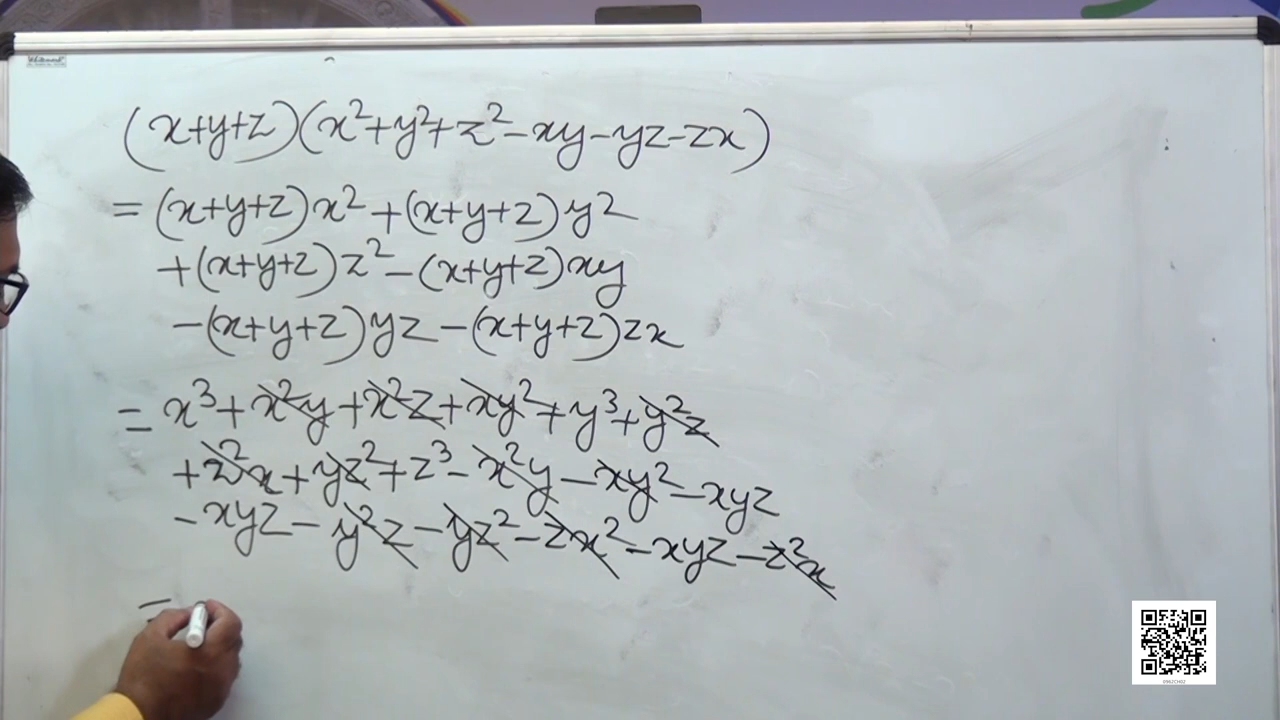 (x+y+z)(x²+y²+z²-xy-yz-zx)
=(x+y+z)x²+(x+y+z)y²
+(x+y+z)z²-(x+y+z)xy
-(x+y+z)yz-(x+y+z)zx
=x³+x²y+x²z+xy²+y³+y²z
+z²x+yz²+z³-x²y-xy²-xyz
-xyz-y²z-yz²-zx²-xyz-z²x
=